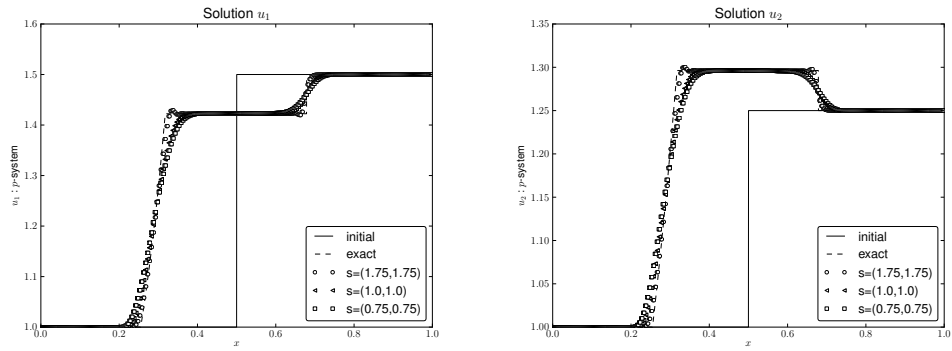 Solution u₁
1.6
1.5
1.4
1.3
1.2
1.1
1.0
u₁ : p-system
0.0 0.2 0.4 0.6 0.8 1.0
x
initial
exact
s=(1.75,1.75)
s=(1.0,1.0)
s=(0.75,0.75)
Solution u₂
1.35
1.30
1.25
1.20
1.15
1.10
1.05
1.00
u₂ : p-system
0.0 0.2 0.4 0.6 0.8 1.0
x
initial
exact
s=(1.75,1.75)
s=(1.0,1.0)
s=(0.75,0.75)